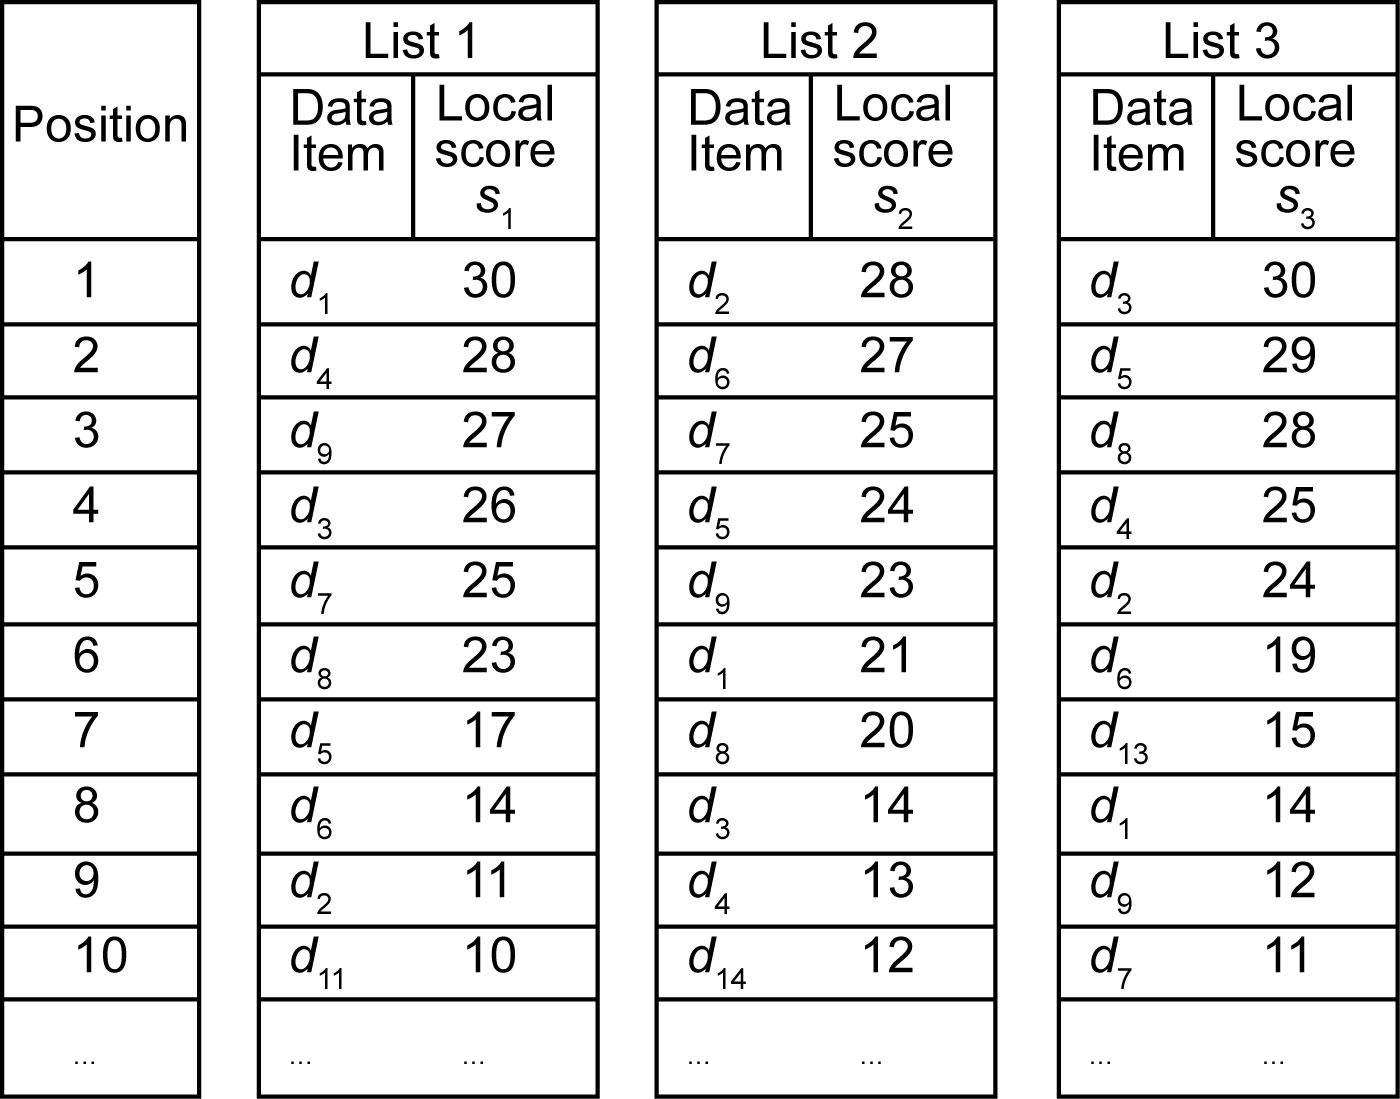 List 1 List 2 List 3
Position Data Item Local score s1 Data Item Local score s2 Data Item Local score s3
1 d1 30 d2 28 d3 30
2 d4 28 d6 27 d5 29
3 d9 27 d7 25 d8 28
4 d3 26 d5 24 d4 25
5 d7 25 d9 23 d2 24
6 d8 23 d1 21 d6 19
7 d5 17 d8 20 d13 15
8 d6 14 d3 14 d1 14
9 d2 11 d4 13 d9 12
10 d11 10 d14 12 d7 11
... ... ... ... ... ... ...